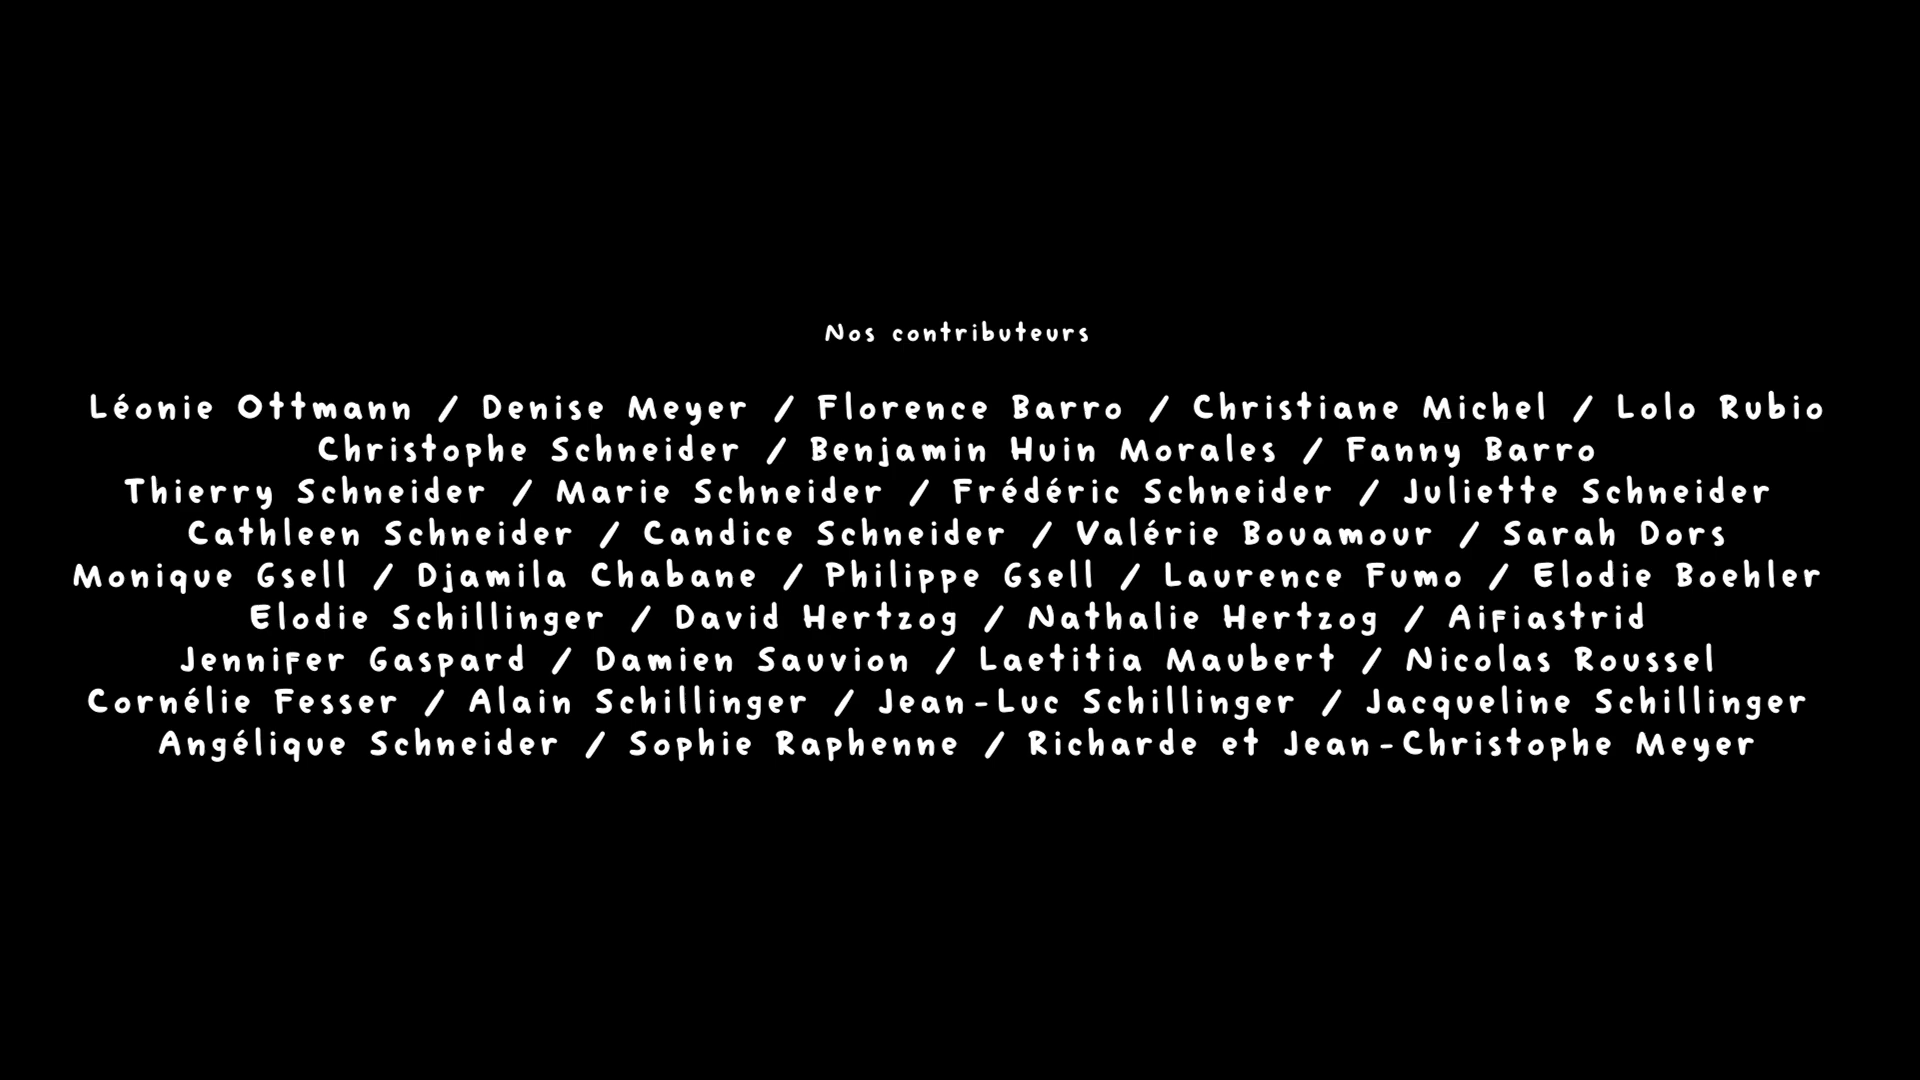 Nos contributeurs
Léonie Ottmann / Denise Meyer / Florence Barro / Christiane Michel / Lolo Rubio
Christophe Schneider / Benjamin Huin Morales / Fanny Barro
Thierry Schneider / Marie Schneider / Frédéric Schneider / Juliette Schneider
Cathleen Schneider / Candice Schneider / Valérie Bouamour / Sarah Dors
Monique Gsell / Djamila Chabane / Philippe Gsell / Laurence Fumo / Elodie Boehler
Elodie Schillinger / David Hertzog / Nathalie Hertzog / Aifiastrid
Jennifer Gaspard / Damien Sauvion / Laetitia Maubert / Nicolas Roussel
Cornélie Fesser / Alain Schillinger / Jean-Luc Schillinger / Jacqueline Schillinger
Angélique Schneider / Sophie Raphenne / Richarde et Jean-Christophe Meyer